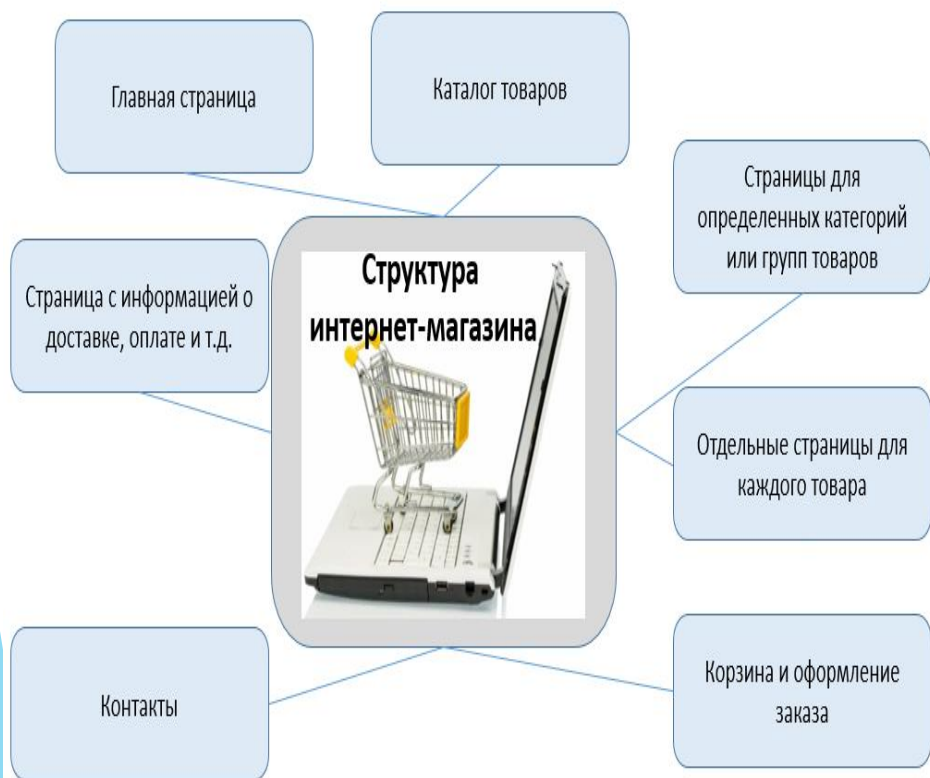 Главная страница
Каталог товаров
Страницы для
определенных категорий
или групп товаров
Страница с информацией о
доставке, оплате и т.д.
Структура
интернет-магазина
Отдельные страницы для
каждого товара
Контакты
Корзина и оформление
заказа